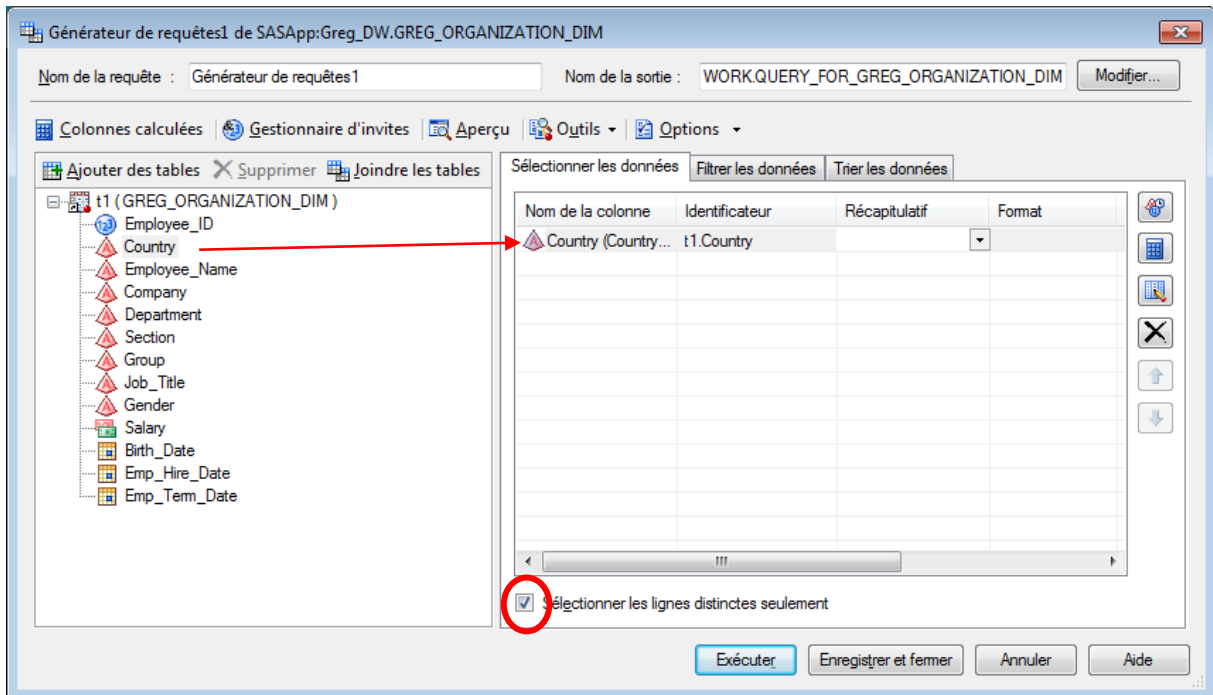 Générateur de requêtes1 de SASApp:Greg_DW.GREG_ORGANIZATION_DIM
Nom de la requête : Générateur de requêtes1 Nom de la sortie : WORK.QUERY_FOR_GREG_ORGANIZATION_DIM Modifier...
Colonnes calculées Gestionnaire d'invites Aperçu Outils Options
Ajouter des tables Supprimer Joindre les tables
Sélectionner les données Filtrer les données Trier les données
t1 (GREG_ORGANIZATION_DIM)
Employee_ID
Country
Employee_Name
Company
Department
Section
Group
Job_Title
Gender
Salary
Birth_Date
Emp_Hire_Date
Emp_Term_Date
Nom de la colonne Identificateur Récapitulatif Format
Country (Country... t1.Country
Sélectionner les lignes distinctes seulement
Exécuter Enregistrer et fermer Annuler Aide